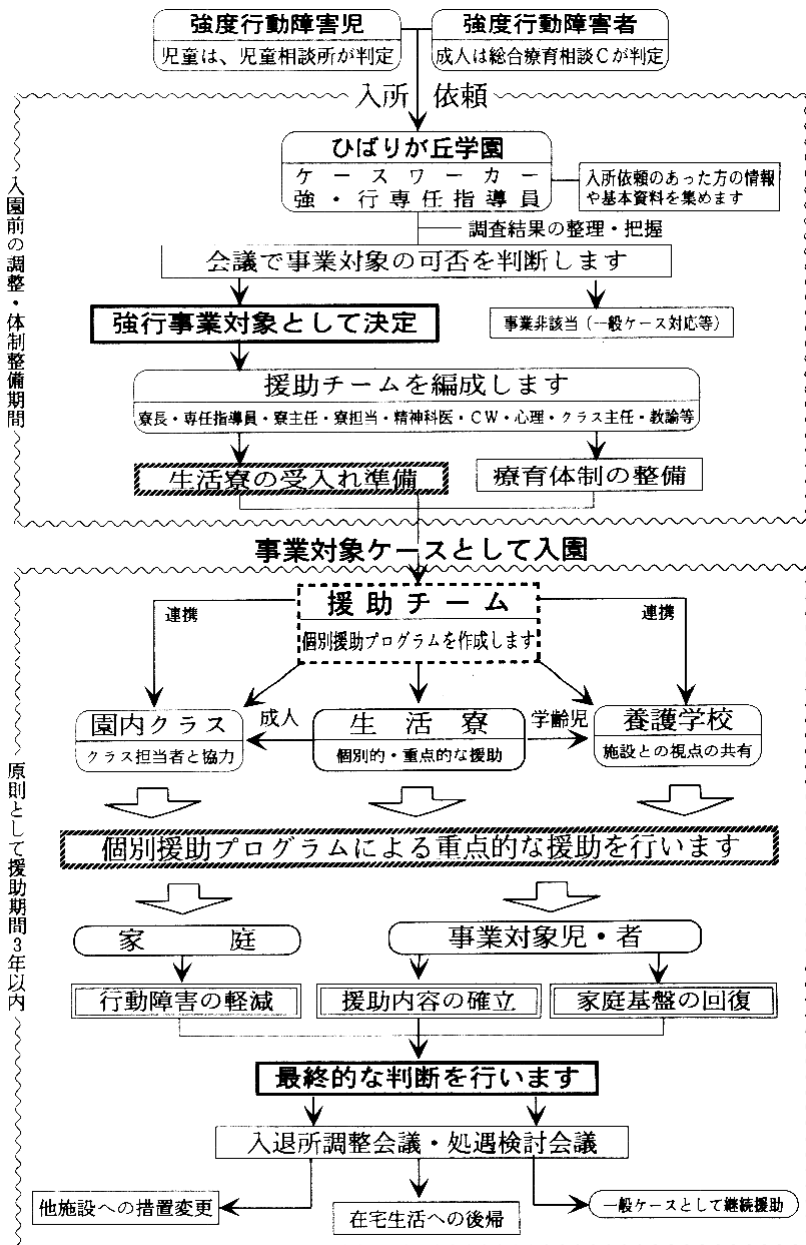 強度行動障害児
児童は、児童相談所が判定
強度行動障害者
成人は総合療育相談Cが判定
入所 依頼
入園前の調整・体制整備期間
ひばりが丘学園
ケースワーカー
強・行専任指導員
入所依頼のあった方の情報
や基本資料を集めます
調査結果の整理・把握
会議で事業対象の可否を判断します
強行事業対象として決定
事業非該当(一般ケース対応等)
援助チームを編成します
寮長・専任指導員・寮主任・寮担当・精神科医・CW・心理・クラス主任・教諭等
生活寮の受入れ準備
療育体制の整備
事業対象ケースとして入園
原則として援助期間3年以内
援助チーム
個別援助プログラムを作成します
連携
連携
園内クラス
クラス担当者と協力
成人
生活寮
個別的・重点的な援助
学齢児
養護学校
施設との視点の共有
個別援助プログラムによる重点的な援助を行います
家庭
事業対象児・者
行動障害の軽減
援助内容の確立
家庭基盤の回復
最終的な判断を行います
入退所調整会議・処遇検討会議
他施設への措置変更
在宅生活への後帰
一般ケースとして継続援助